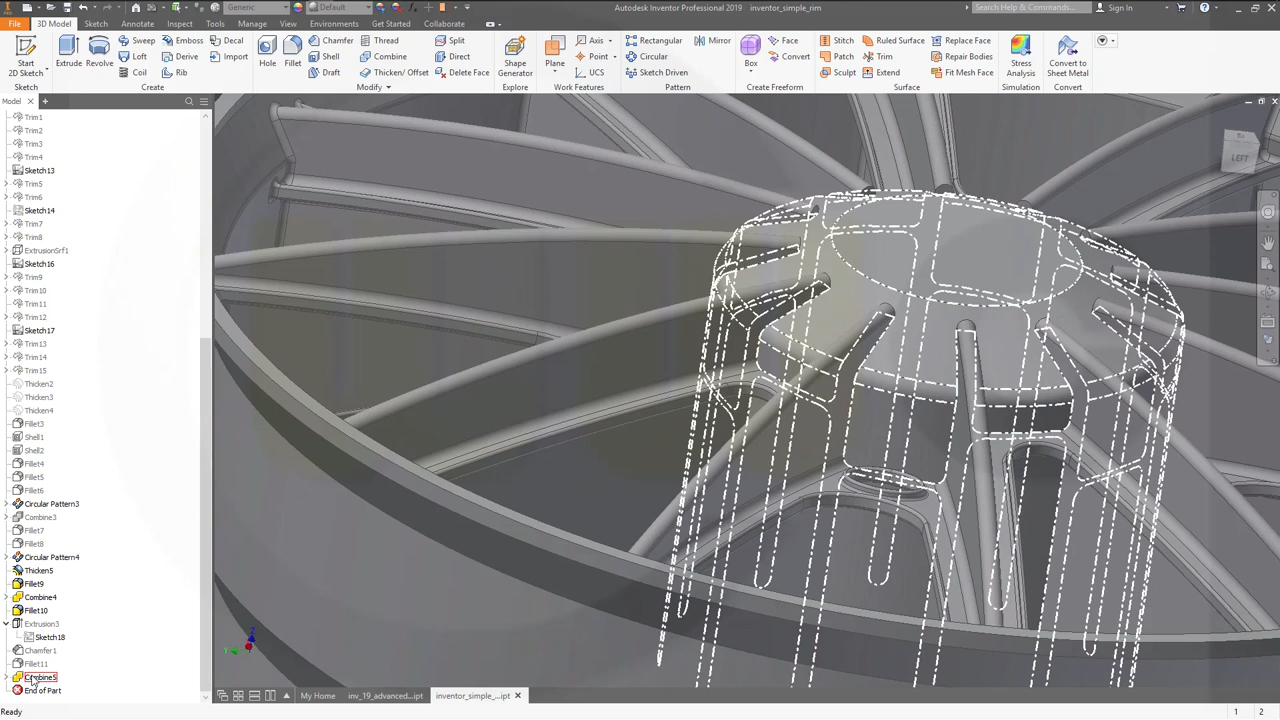 Generic
Default
Autodesk Inventor Professional 2019 inventor_simple_rim
Search Help & Commands...
Sign In
File 3D Model Sketch Annotate Inspect Tools Manage View Environments Get Started Collaborate
Start
2D Sketch
Sketch
Extrude
Revolve
Sweep
Loft
Coil
Emboss
Derive
Rib
Decal
Import
Create
Hole
Fillet
Chamfer
Shell
Draft
Thread
Combine
Thicken/ Offset
Split
Direct
Delete Face
Modify
Shape
Generator
Explore
Plane
Axis
Point
UCS
Work Features
Rectangular
Circular
Sketch Driven
Mirror
Pattern
Box
Face
Convert
Create Freeform
Stitch
Patch
Sculpt
Ruled Surface
Trim
Extend
Replace Face
Repair Bodies
Fit Mesh Face
Surface
Stress
Analysis
Simulation
Convert to
Sheet Metal
Convert
Model
Trim1
Trim2
Trim3
Trim4
Sketch13
Trim5
Trim6
Sketch14
Trim7
Trim8
ExtrusionSrf1
Sketch16
Trim9
Trim10
Trim11
Trim12
Sketch17
Trim13
Trim14
Trim15
Thicken2
Thicken3
Thicken4
Fillet3
Shell1
Shell2
Fillet4
Fillet5
Fillet6
Circular Pattern3
Combine3
Fillet7
Fillet8
Circular Pattern4
Thicken5
Fillet9
Combine4
Fillet10
Extrusion3
Sketch18
Chamfer1
Fillet11
Combine5
End of Part
LEFT
Z
My Home
inv_19_advanced....ipt
inventor_simple_...ipt
Ready
1 2